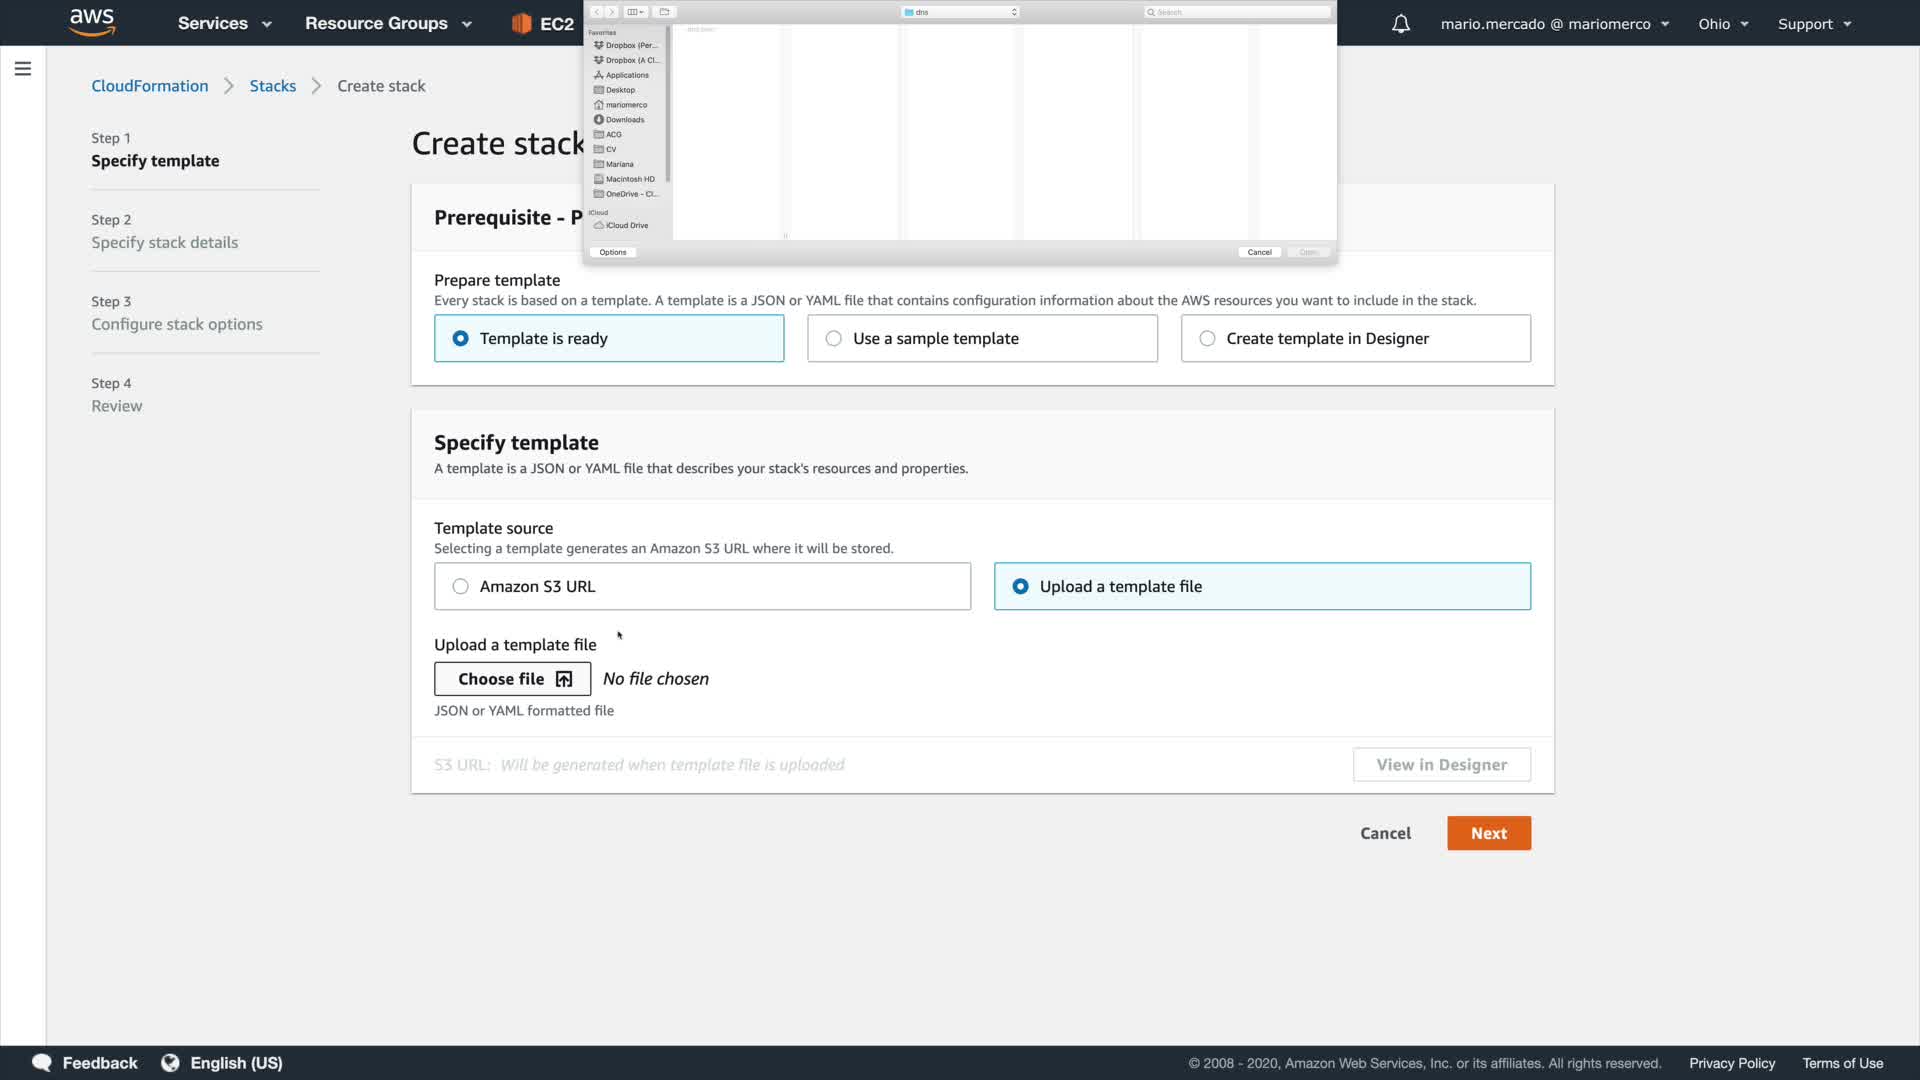 aws
Services
Resource Groups
EC2
mario.mercado @ mariomerco
Ohio
Support
dns
Search
Favorites
Dropbox (Per...
Dropbox (A Cl...
Applications
Desktop
mariomerco
Downloads
ACG
CV
Mariana
Macintosh HD
OneDrive - Cl...
iCloud
iCloud Drive
Options
Cancel
Open
CloudFormation
Stacks
Create stack
Step 1
Specify template
Step 2
Specify stack details
Step 3
Configure stack options
Step 4
Review
Create stack
Prerequisite - P
Prepare template
Every stack is based on a template. A template is a JSON or YAML file that contains configuration information about the AWS resources you want to include in the stack.
Template is ready
Use a sample template
Create template in Designer
Specify template
A template is a JSON or YAML file that describes your stack's resources and properties.
Template source
Selecting a template generates an Amazon S3 URL where it will be stored.
Amazon S3 URL
Upload a template file
Upload a template file
Choose file
No file chosen
JSON or YAML formatted file
S3 URL: Will be generated when template file is uploaded
View in Designer
Cancel
Next
Feedback
English (US)
© 2008 - 2020, Amazon Web Services, Inc. or its affiliates. All rights reserved.
Privacy Policy
Terms of Use